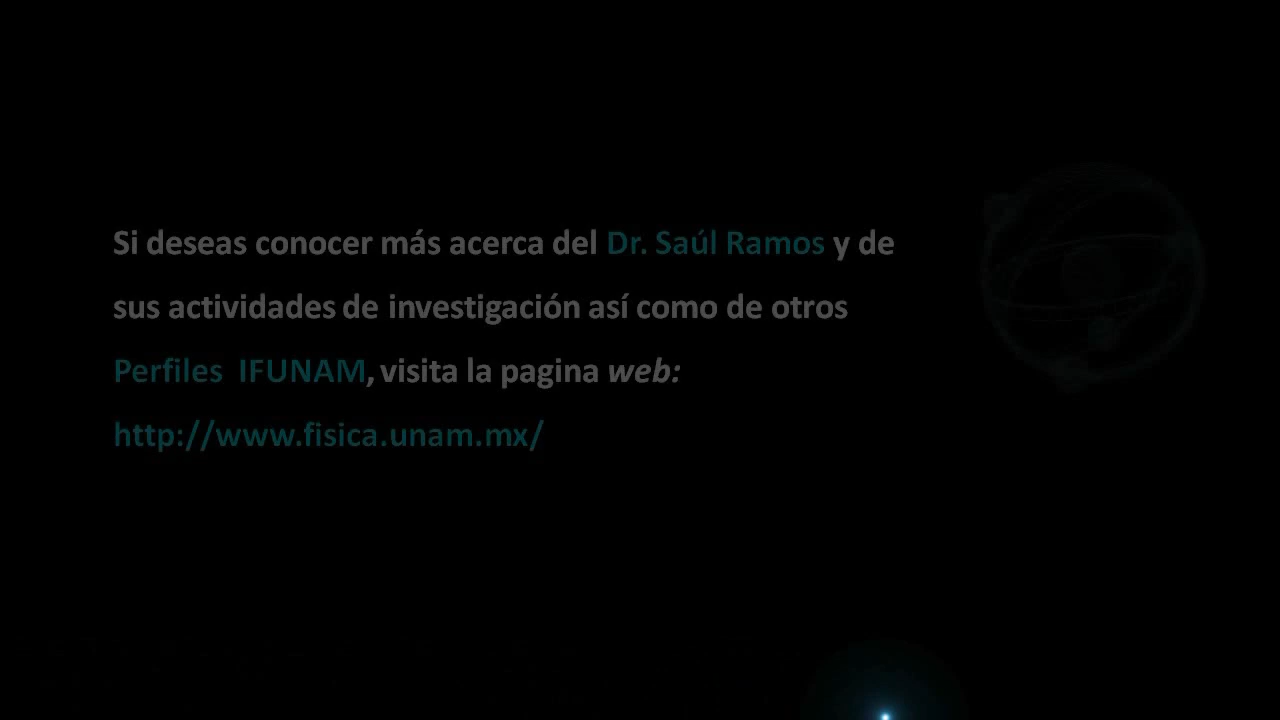 Si deseas conocer más acerca del Dr. Saúl Ramos y de
sus actividades de investigación así como de otros
Perfiles IFUNAM, visita la pagina web:
http://www.fisica.unam.mx/